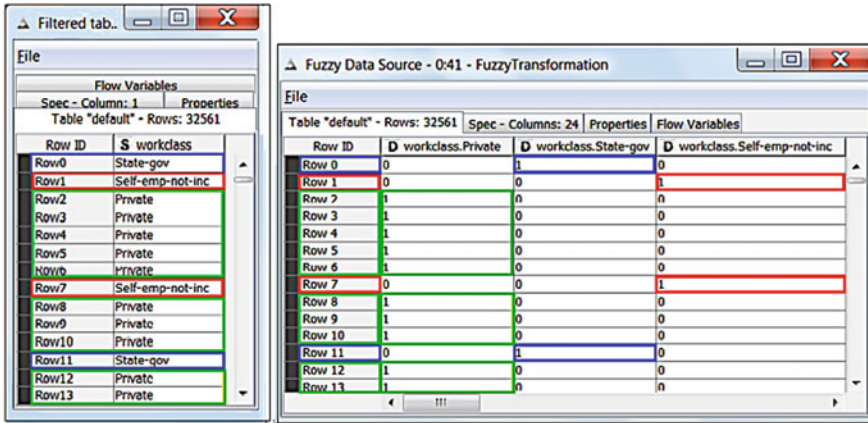 Filtered tab..
File
Flow Variables
Spec - Column: 1 Properties
Table "default" - Rows: 32561
Row ID S workclass
Row0 State-gov
Row1 Self-emp-not-inc
Row2 Private
Row3 Private
Row4 Private
Row5 Private
Row6 Private
Row7 Self-emp-not-inc
Row8 Private
Row9 Private
Row10 Private
Row11 State-gov
Row12 Private
Row13 Private
Fuzzy Data Source - 0:41 - FuzzyTransformation
File
Table "default" - Rows: 32561 Spec - Columns: 24 Properties Flow Variables
Row ID D workclass.Private D workclass.State-gov D workclass.Self-emp-not-inc
Row 0 0 1 0
Row 1 0 0 1
Row 2 1 0 0
Row 3 1 0 0
Row 4 1 0 0
Row 5 1 0 0
Row 6 1 0 0
Row 7 0 0 1
Row 8 1 0 0
Row 9 1 0 0
Row 10 1 0 0
Row 11 0 1 0
Row 12 1 0 0
Row 13 1 0 0